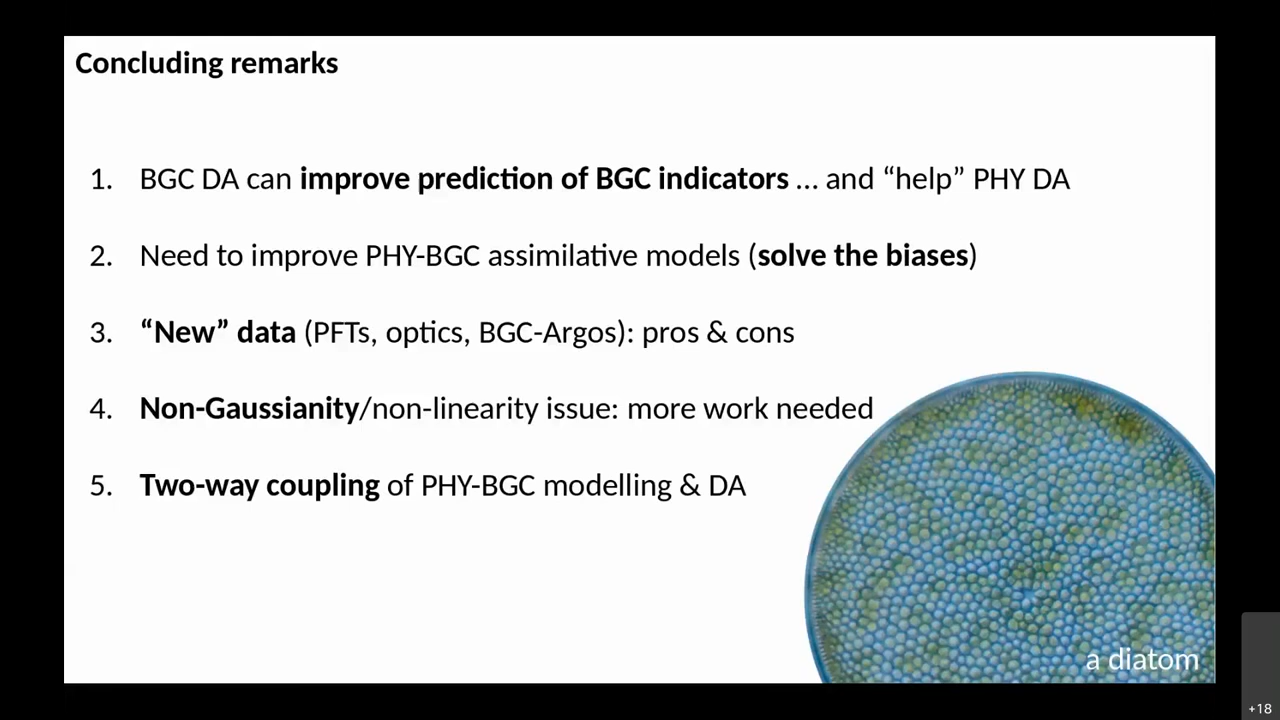 Concluding remarks
1. BGC DA can improve prediction of BGC indicators … and “help” PHY DA
2. Need to improve PHY-BGC assimilative models (solve the biases)
3. “New” data (PFTs, optics, BGC-Argos): pros & cons
4. Non-Gaussianity/non-linearity issue: more work needed
5. Two-way coupling of PHY-BGC modelling & DA
a diatom
+18